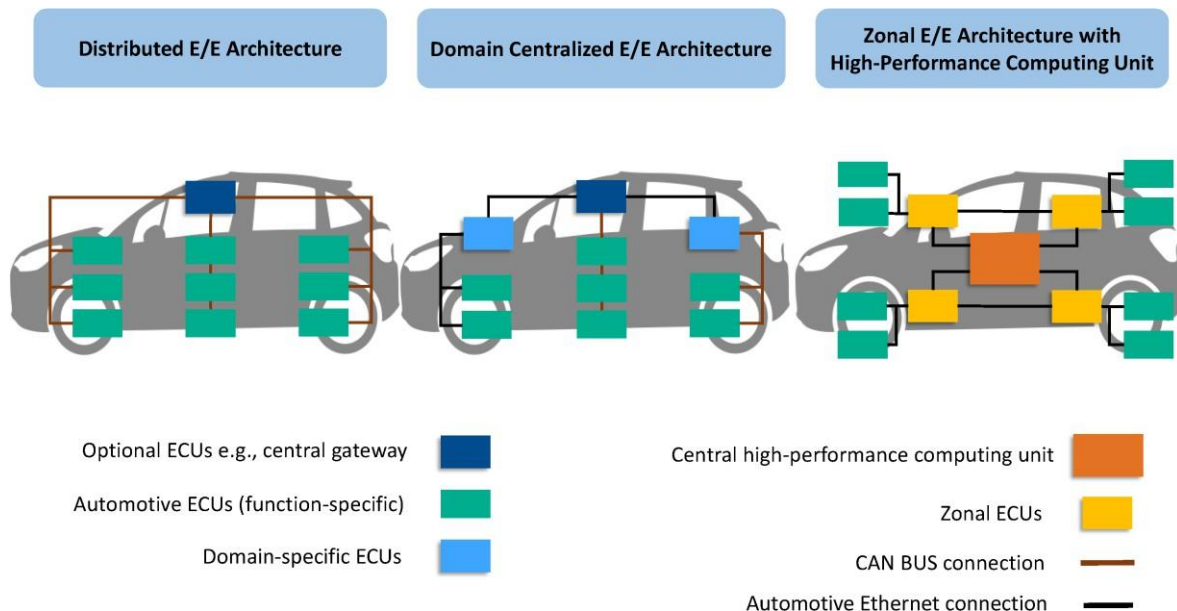 Distributed E/E Architecture
Domain Centralized E/E Architecture
Zonal E/E Architecture with
High-Performance Computing Unit
Optional ECUs e.g., central gateway
Automotive ECUs (function-specific)
Domain-specific ECUs
Central high-performance computing unit
Zonal ECUs
CAN BUS connection
Automotive Ethernet connection